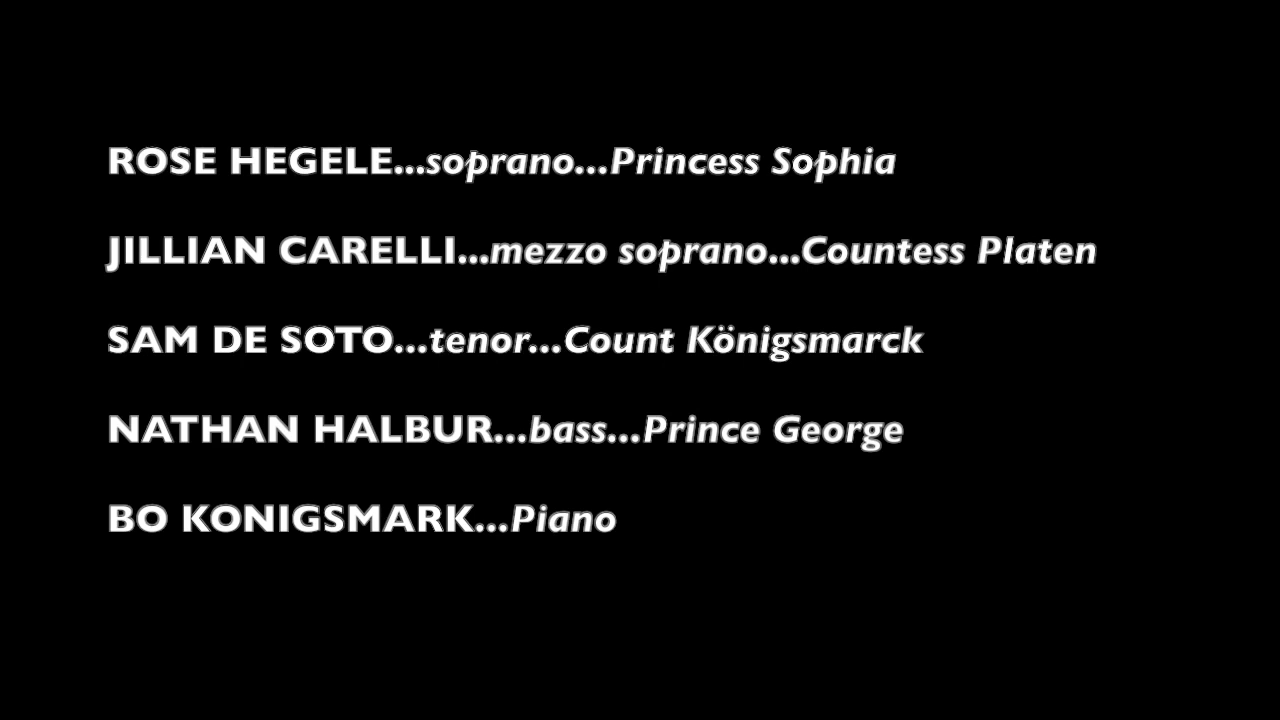 ROSE HEGELE...soprano...Princess Sophia
JILLIAN CARELLI...mezzo soprano...Countess Platen
SAM DE SOTO...tenor...Count Königsmarck
NATHAN HALBUR...bass...Prince George
BO KONIGSMARK...Piano